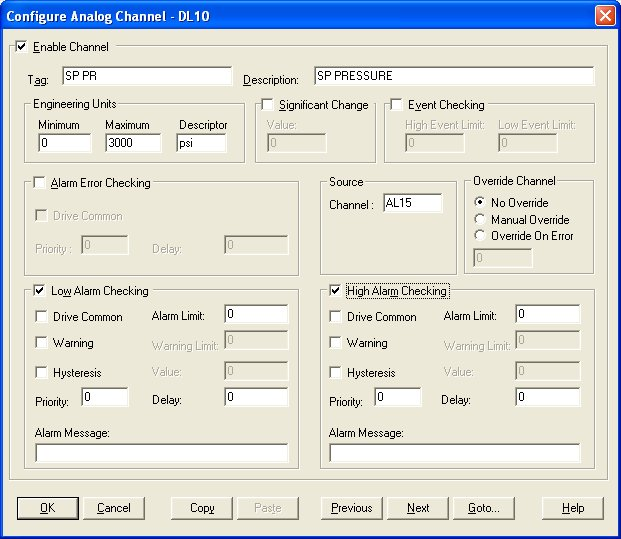 Configure Analog Channel - DL10
Enable Channel
Tag: SP PR Description: SP PRESSURE
Engineering Units
Minimum Maximum Descriptor
0 3000 psi
Significant Change
Value:
0
Event Checking
High Event Limit: Low Event Limit:
0 0
Alarm Error Checking
Drive Common
Priority : 0 Delay: 0
Source
Channel : AL15
Override Channel
No Override
Manual Override
Override On Error
0
Low Alarm Checking
Drive Common Alarm Limit: 0
Warning Warning Limit: 0
Hysteresis Value: 0
Priority: 0 Delay: 0
Alarm Message:
High Alarm Checking
Drive Common Alarm Limit: 0
Warning Warning Limit: 0
Hysteresis Value: 0
Priority: 0 Delay: 0
Alarm Message:
OK Cancel Copy Paste Previous Next Goto... Help